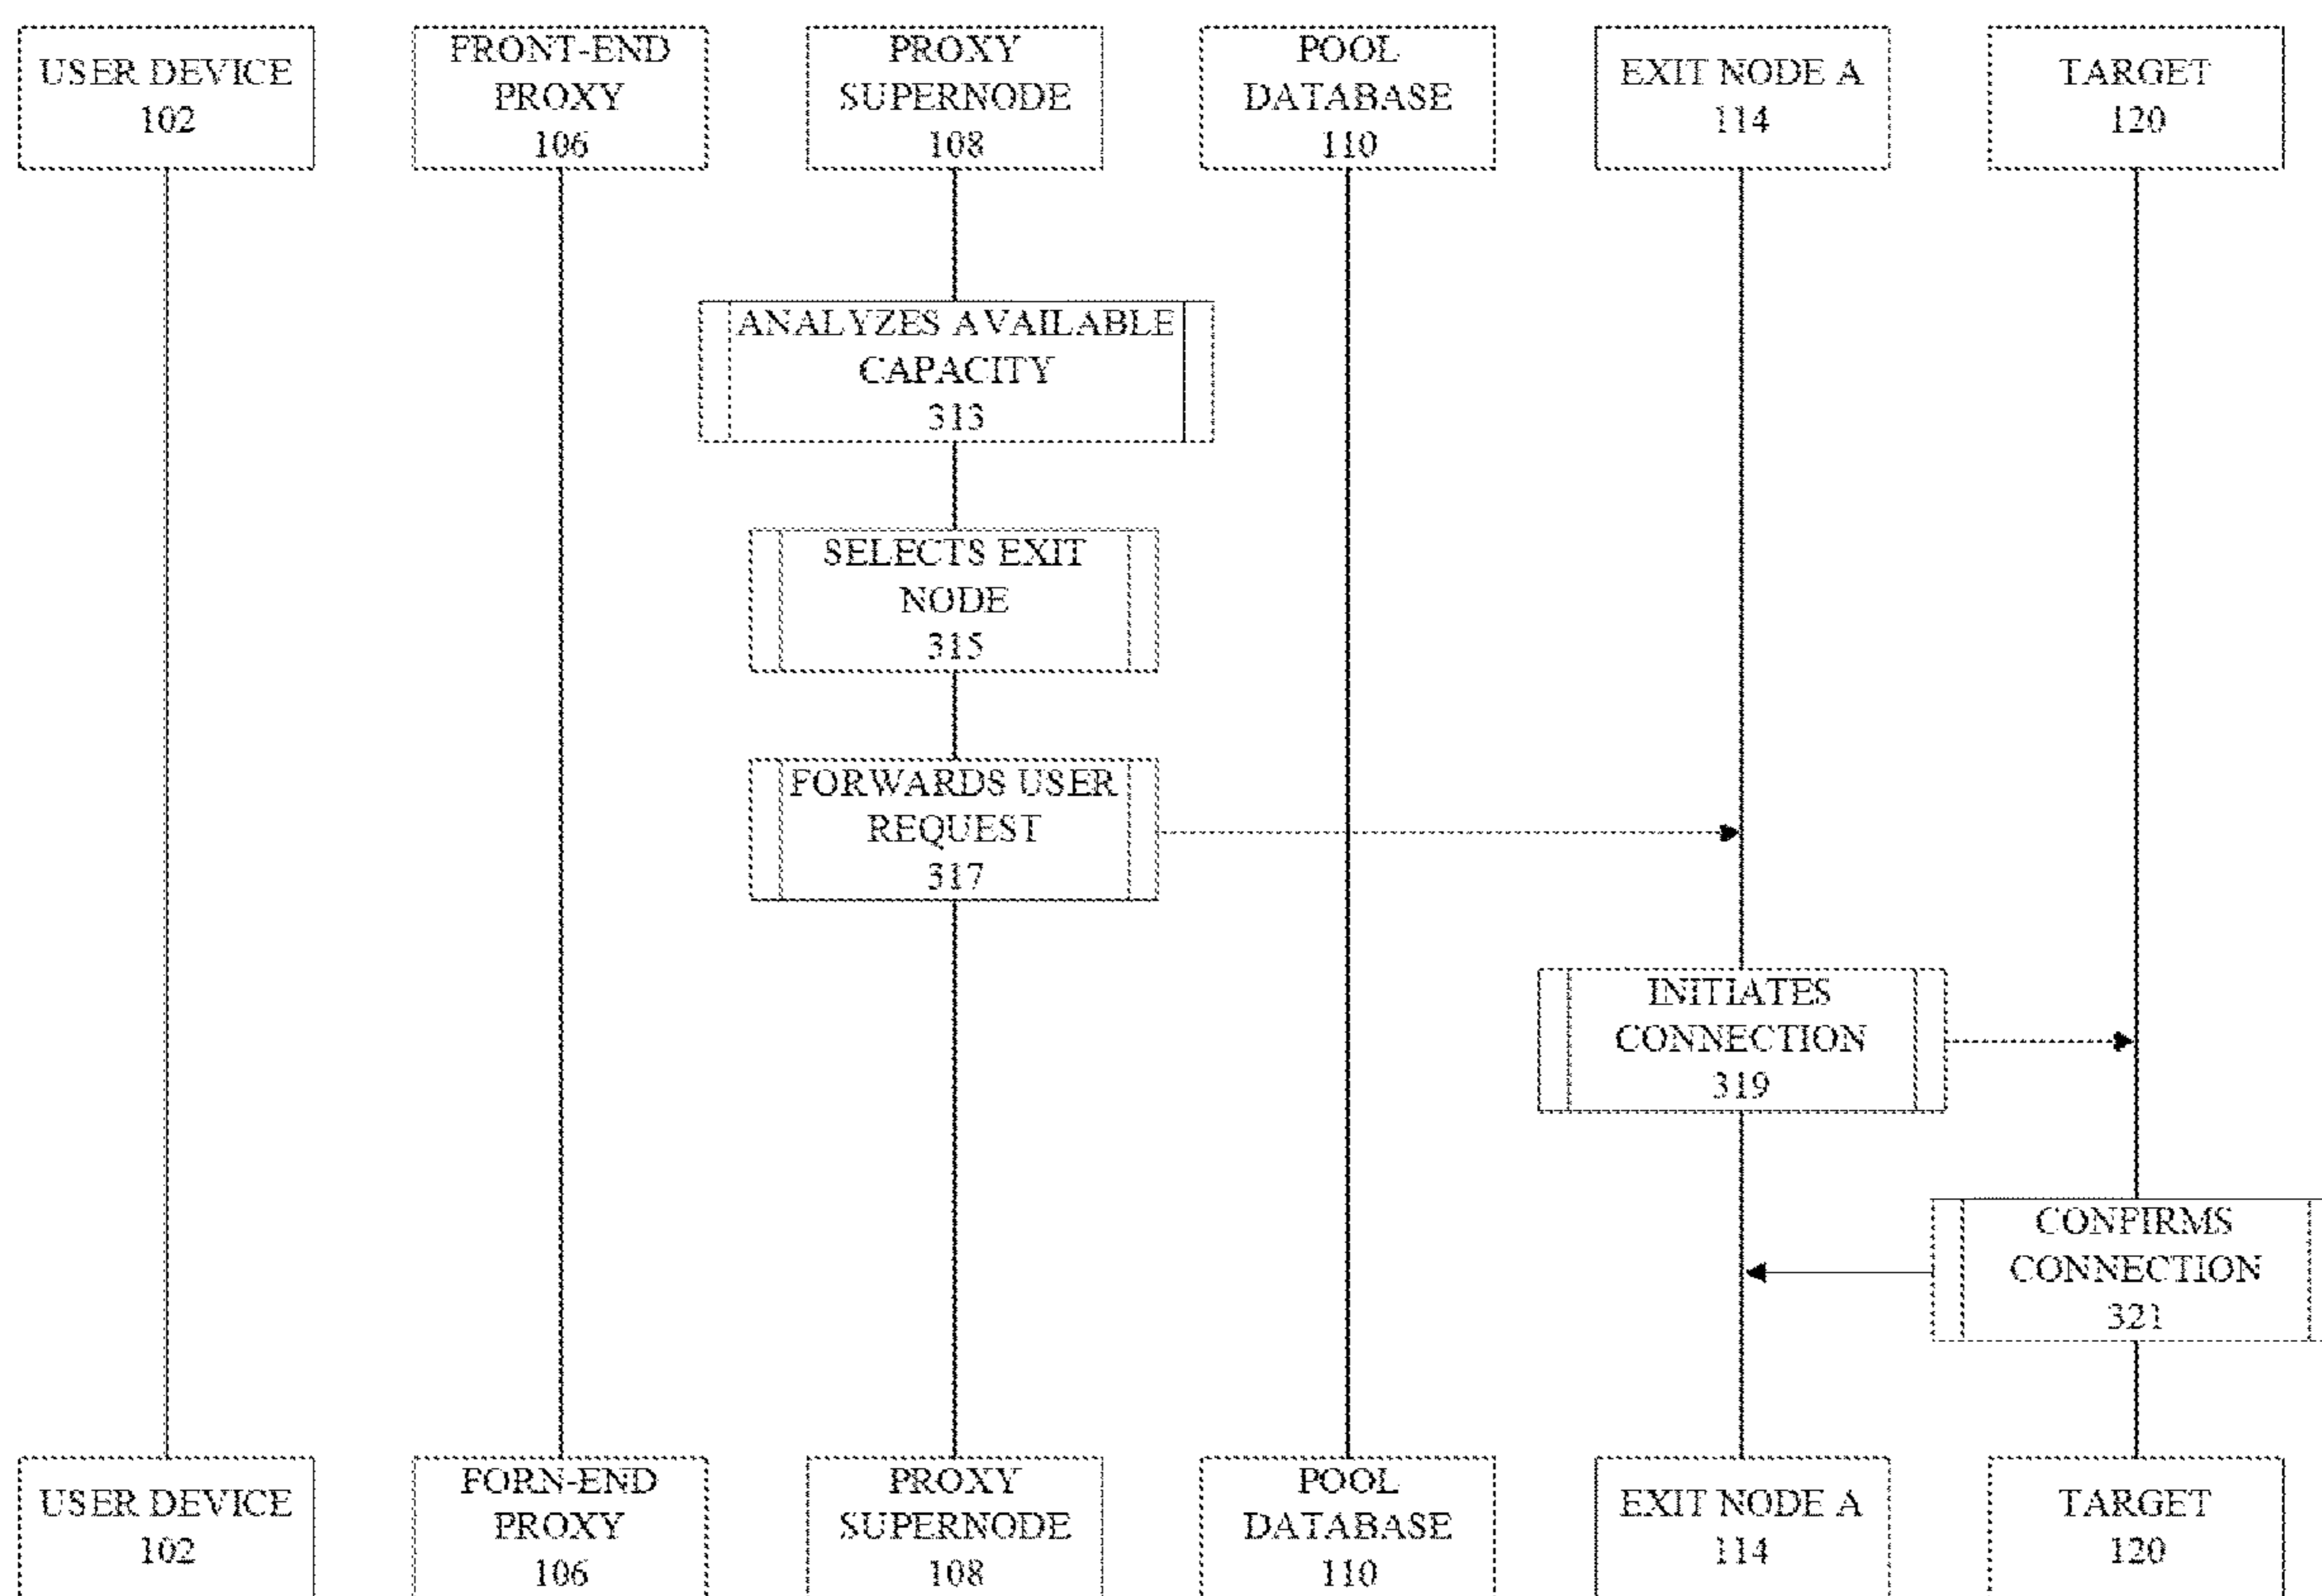 USER DEVICE
102
FRONT-END
PROXY
106
PROXY
SUPERNODE
108
POOL
DATABASE
110
EXIT NODE A
114
TARGET
120
ANALYZES AVAILABLE
CAPACITY
313
SELECTS EXIT
NODE
315
FORWARDS USER
REQUEST
317
INITIATES
CONNECTION
319
CONFIRMS
CONNECTION
321
USER DEVICE
102
FORN-END
PROXY
106
PROXY
SUPERNODE
108
POOL
DATABASE
110
EXIT NODE A
114
TARGET
120